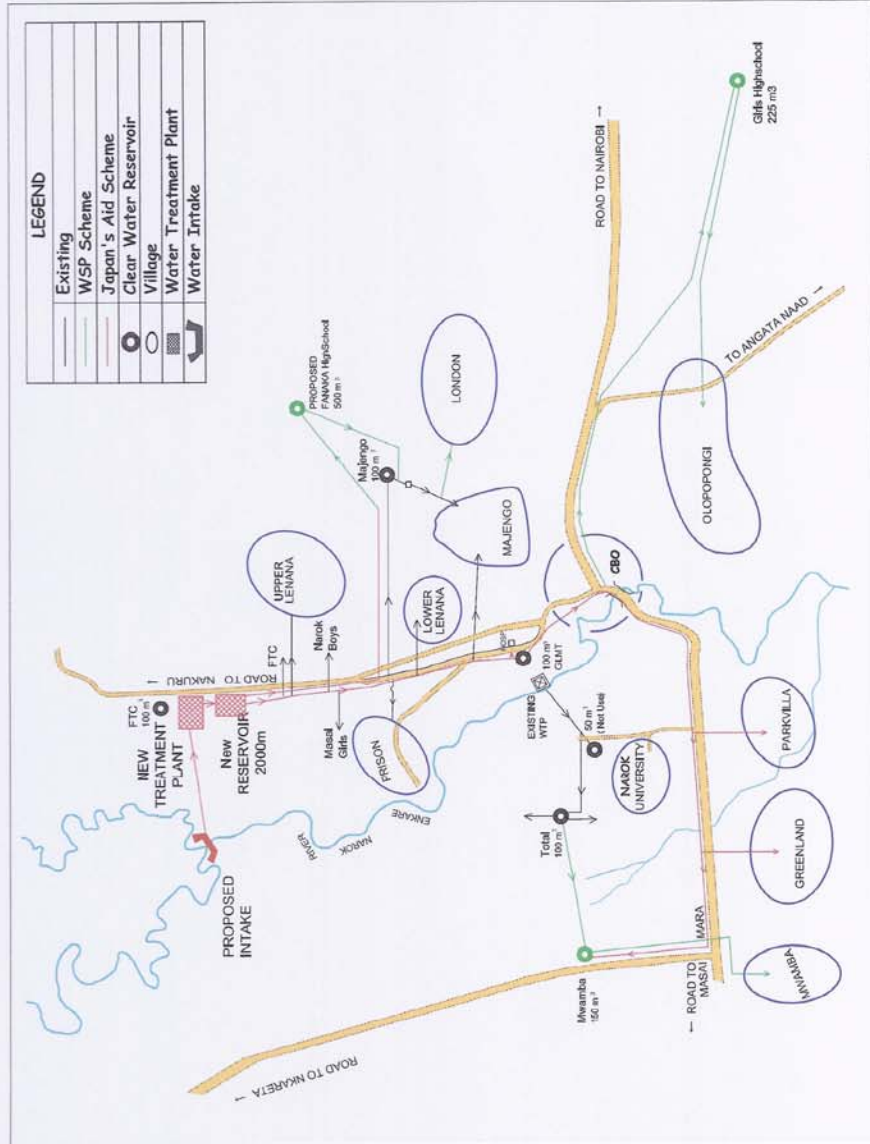 LEGEND
Existing
WSP Scheme
Japan's Aid Scheme
Clear Water Reservoir
Village
Water Treatment Plant
Water Intake
PROPOSED
INTAKE
NEW
TREATMENT
PLANT
FTC
100 m³
New
RESERVOIR
2000m
← ROAD TO NAKURU
FTC
UPPER
LENANA
Narok
Boys
Masai
Girls
PRISON
LOWER
LENANA
PROPOSED
FANAKA HighSchool
500 m³
Majengo
100 m³
LONDON
MAJENGO
RIVER
NAROK
ENKARE
HOSP
100 m³
GLMT
EXISTING
WTP
50 m³
(Not Use)
NAROK
UNIVERSITY
Total
100 m³
CBO
ROAD TO NAIROBI →
Girls Highschool
225 m3
OLOPOPONGI
TO ANGATA NAAD →
PARKVILLA
GREENLAND
MWAMBA
Mwamba
150 m³
MARA
← ROAD TO
MASAI
← ROAD TO NKARETA